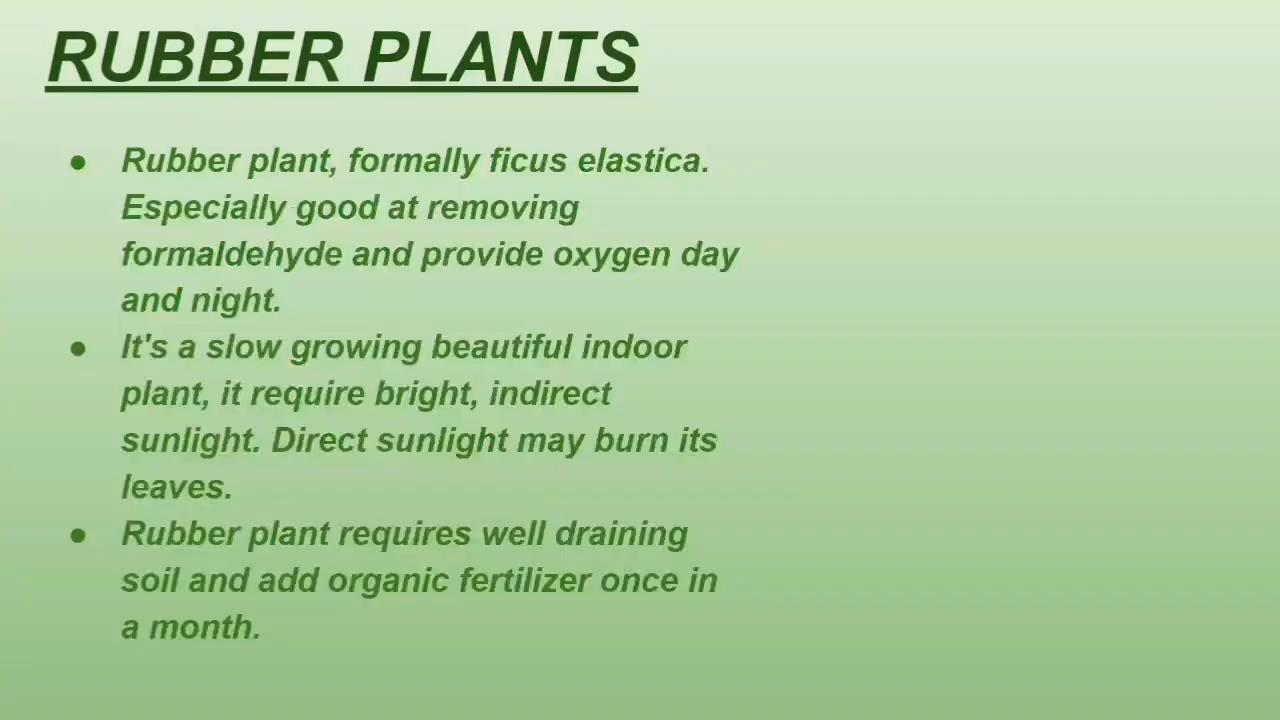 RUBBER PLANTS
● Rubber plant, formally ficus elastica.
Especially good at removing
formaldehyde and provide oxygen day
and night.
● It's a slow growing beautiful indoor
plant, it require bright, indirect
sunlight. Direct sunlight may burn its
leaves.
● Rubber plant requires well draining
soil and add organic fertilizer once in
a month.